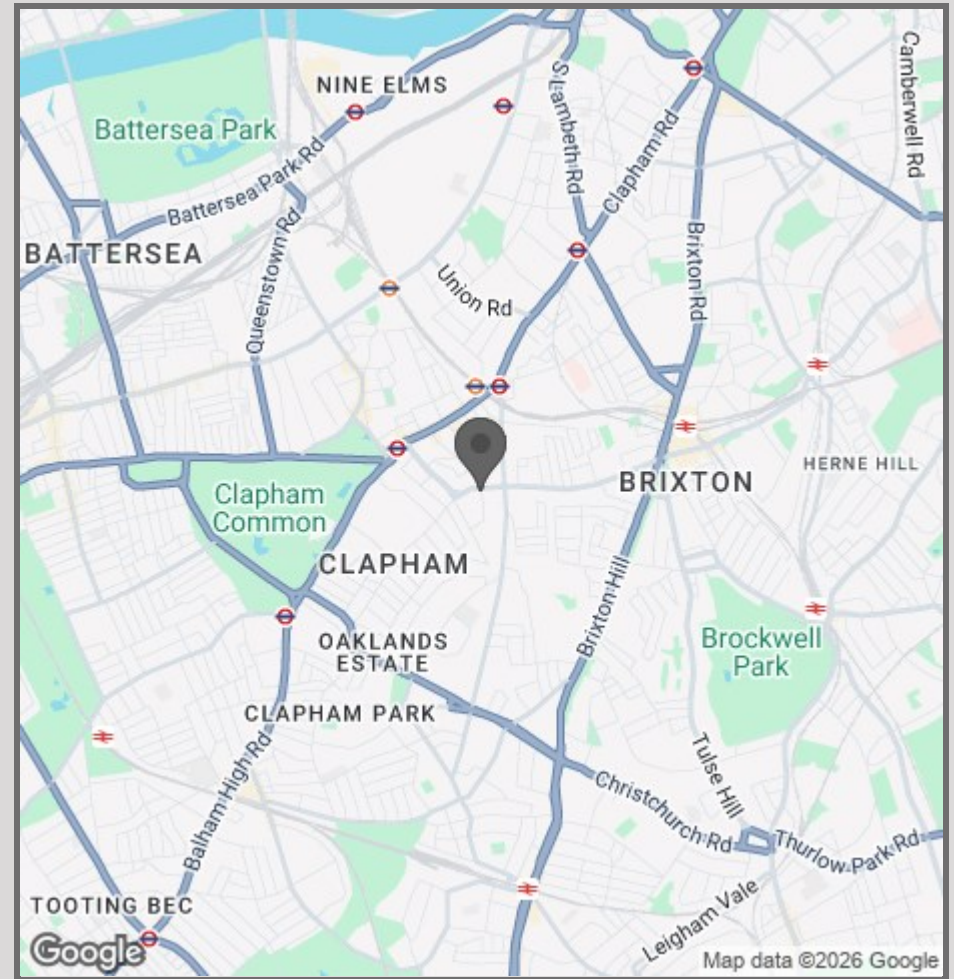 NINE ELMS
Battersea Park
Battersea Park Rd
S Lambeth Rd
Clapham Rd
Camberwell Rd
BATTERSEA
Queenstown Rd
Union Rd
Brixton Rd
HERNE HILL
BRIXTON
Clapham
Common
CLAPHAM
Brixton Hill
OAKLANDS
ESTATE
Brockwell
Park
CLAPHAM PARK
Balham High Rd
Tulse Hill
Christchurch Rd
Thurlow Park Rd
TOOTING BEC
Leigham Vale
Google
Map data ©2026 Google